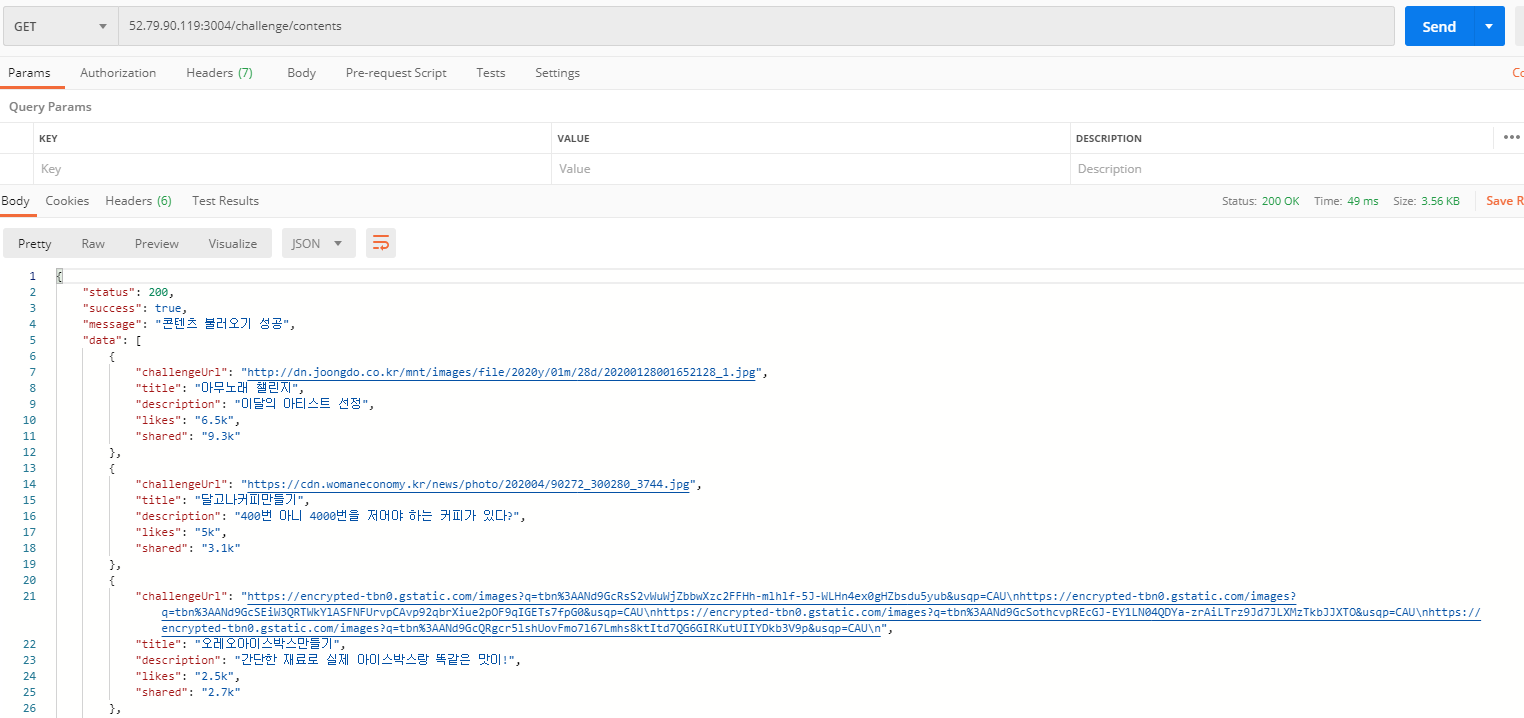 GET 52.79.90.119:3004/challenge/contents Send
Params Authorization Headers (7) Body Pre-request Script Tests Settings Co
Query Params
KEY VALUE DESCRIPTION
Key Value Description
Body Cookies Headers (6) Test Results Status: 200 OK Time: 49 ms Size: 3.56 KB Save R
Pretty Raw Preview Visualize JSON
1 {
2 "status": 200,
3 "success": true,
4 "message": "콘텐츠 불러오기 성공",
5 "data": [
6 {
7 "challengeUrl": "http://dn.joongdo.co.kr/mnt/images/file/2020y/01m/28d/20200128001652128_1.jpg",
8 "title": "아무노래 챌린지",
9 "description": "이달의 아티스트 선정",
10 "likes": "6.5k",
11 "shared": "9.3k"
12 },
13 {
14 "challengeUrl": "https://cdn.womaneconomy.kr/news/photo/202004/90272_300280_3744.jpg",
15 "title": "달고나커피만들기",
16 "description": "400번 아니 4000번을 저어야 하는 커피가 있다?",
17 "likes": "5k",
18 "shared": "3.1k"
19 },
20 {
21 "challengeUrl": "https://encrypted-tbn0.gstatic.com/images?q=tbn%3AANd9GcRsS2vWuWjZbbwXzc2FFHh-mlhlf-5J-WLHn4ex0gHZbsdu5yub&usqp=CAU\nhttps://encrypted-tbn0.gstatic.com/images?
q=tbn%3AANd9GcSEiW3QRTWkYlASFNFUrvpCAvp92qbrXiue2pOF9qIGETs7fpG0&usqp=CAU\nhttps://encrypted-tbn0.gstatic.com/images?q=tbn%3AANd9GcSothcvpREcGJ-EY1LN04QDYa-zrAiLTrz9Jd7JLXMzTkbJJXTO&usqp=CAU\nhttps://
encrypted-tbn0.gstatic.com/images?q=tbn%3AANd9GcQRgcr5lshUovFmo7l67Lmhs8ktItd7QG6GIRKutUIIYDkb3V9p&usqp=CAU\n",
22 "title": "오레오아이스박스만들기",
23 "description": "간단한 재료로 실제 아이스박스랑 똑같은 맛이!",
24 "likes": "2.5k",
25 "shared": "2.7k"
26 },